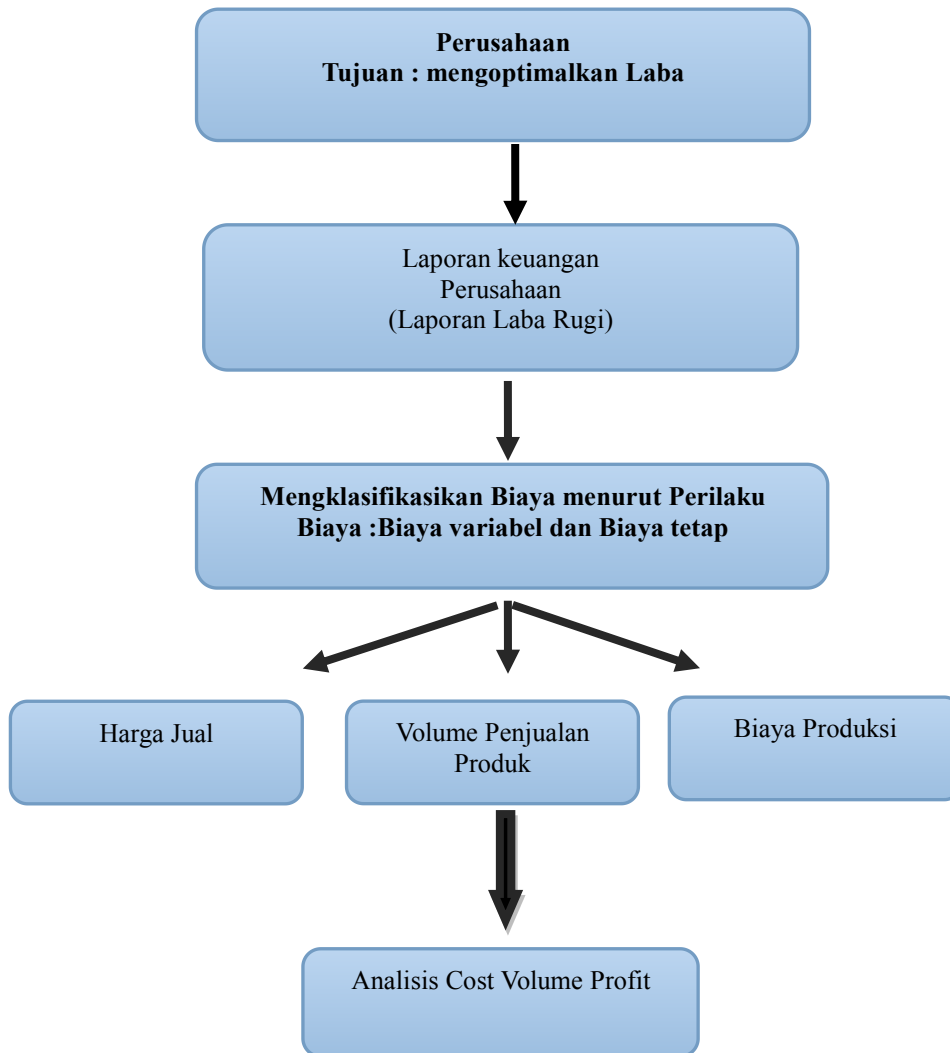 Perusahaan
Tujuan : mengoptimalkan Laba
Laporan keuangan
Perusahaan
(Laporan Laba Rugi)
Mengklasifikasikan Biaya menurut Perilaku
Biaya :Biaya variabel dan Biaya tetap
Harga Jual
Volume Penjualan
Produk
Biaya Produksi
Analisis Cost Volume Profit